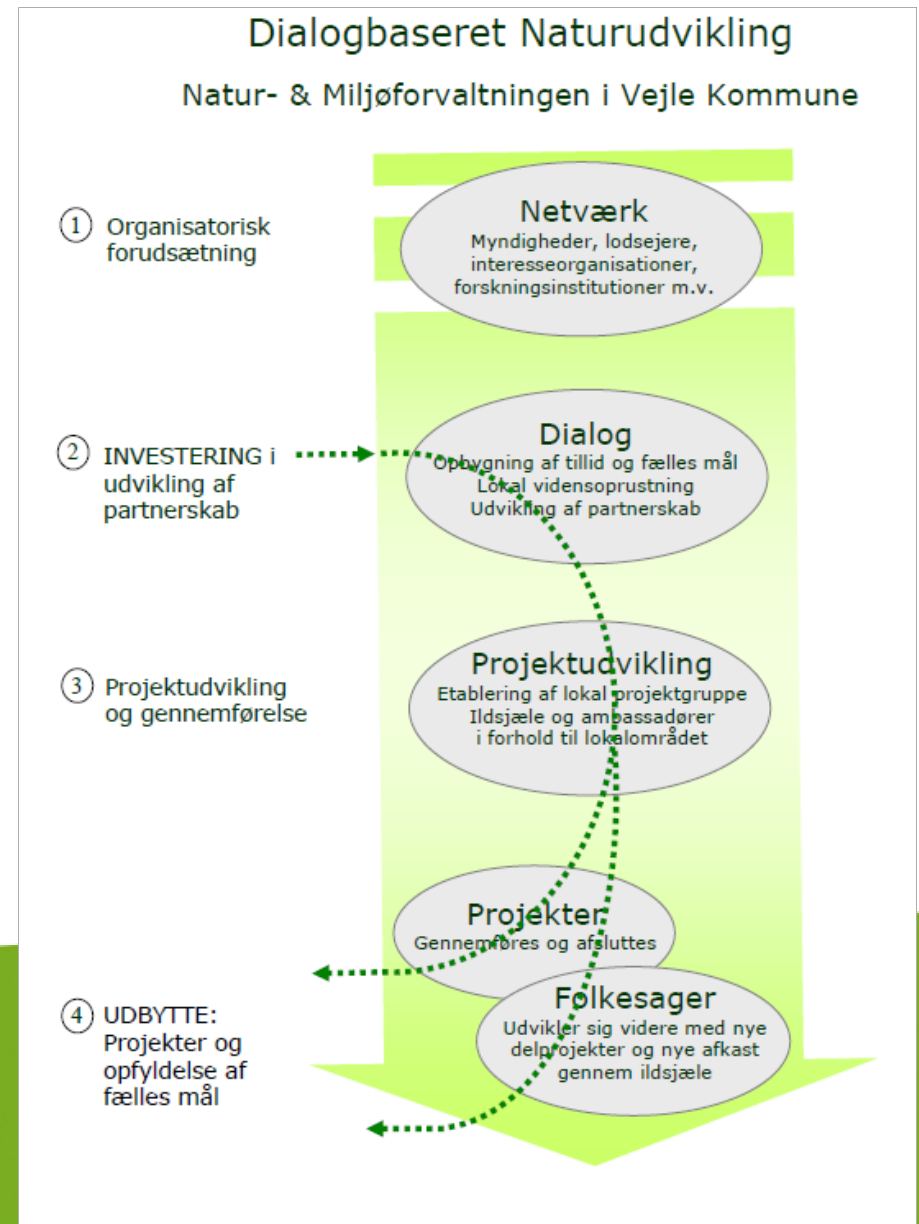 Dialogbaseret Naturudvikling
Natur- & Miljøforvaltningen i Vejle Kommune
1 Organisatorisk
forudsætning
Netværk
Myndigheder, lodsejere,
interesseorganisationer,
forskningsinstitutioner m.v.
2 INVESTERING i
udvikling af
partnerskab
Dialog
Opbygning af tillid og fælles mål
Lokal vidensoprustning
Udvikling af partnerskab
3 Projektudvikling
og gennemførelse
Projektudvikling
Etablering af lokal projektgruppe
Ildsjæle og ambassadører
i forhold til lokalområdet
Projekter
Gennemføres og afsluttes
4 UDBYTTE:
Projekter og
opfyldelse af
fælles mål
Folkesager
Udvikler sig videre med nye
delprojekter og nye afkast
gennem ildsjæle